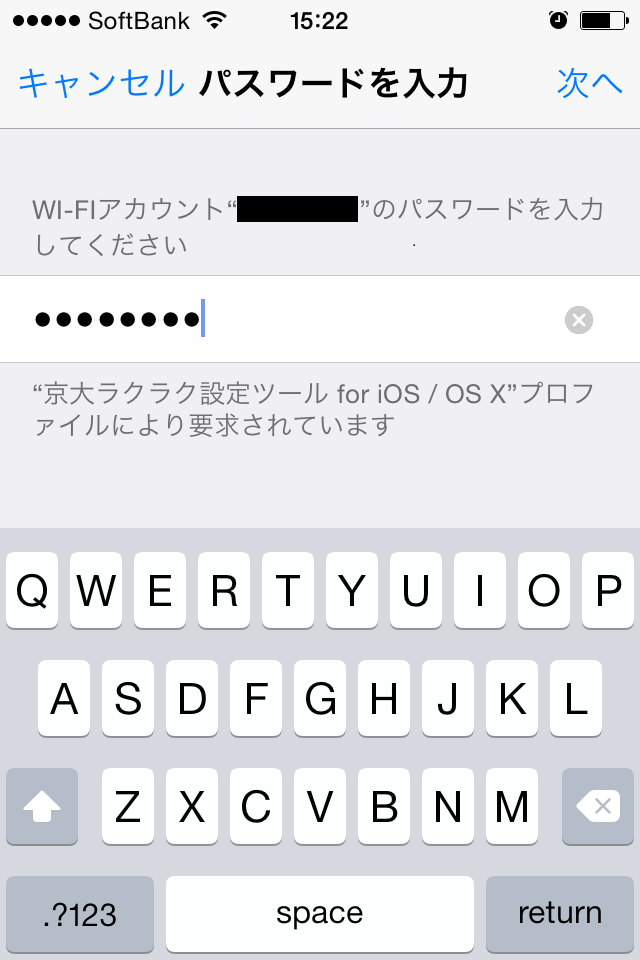 SoftBank 15:22
キャンセル パスワードを入力 次へ
WI-FIアカウント“ ”のパスワードを入力
してください
••••••••
“京大ラクラク設定ツール for iOS / OS X”プロフ
ァイルにより要求されています
Q W E R T Y U I O P
A S D F G H J K L
Z X C V B N M
.?123 space return